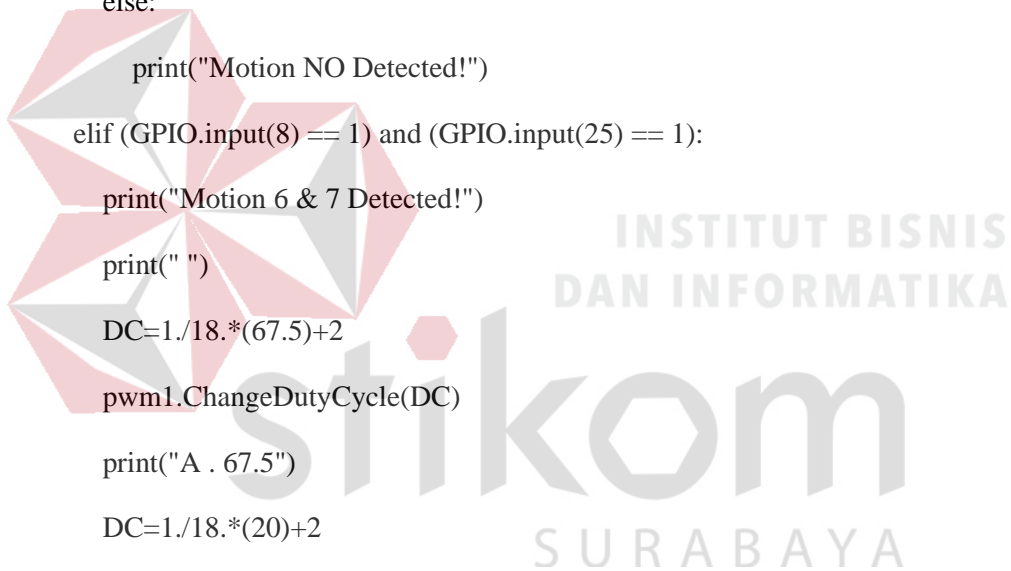 else:
print("Motion NO Detected!")
elif (GPIO.input(8) == 1) and (GPIO.input(25) == 1):
print("Motion 6 & 7 Detected!")
print(" ")
DC=1./18.*(67.5)+2
pwm1.ChangeDutyCycle(DC)
print("A . 67.5")
DC=1./18.*(20)+2
INSTITUT BISNIS
DAN INFORMATIKA
stikom
SURABAYA